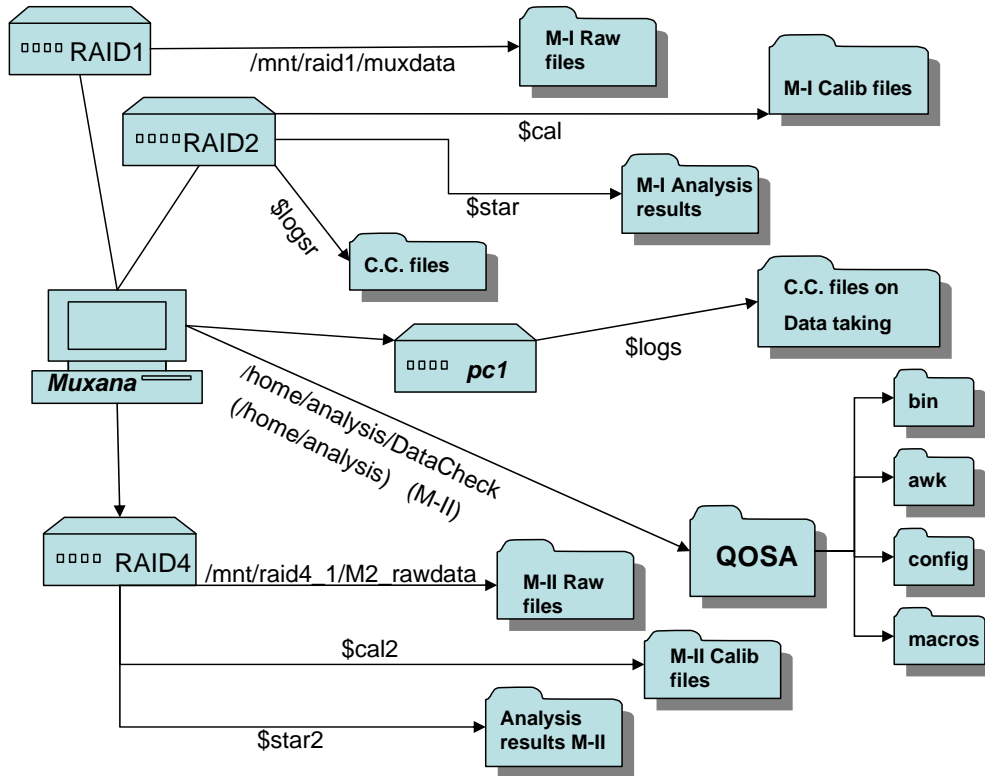 RAID1
/mnt/raid1/muxdata
M-I Raw
files
M-I Calib files
RAID2
$cal
M-I Analysis
results
$star
$logsr
C.C. files
C.C. files on
Data taking
Muxana
pc1
$logs
/home/analysis/DataCheck
(/home/analysis) (M-II)
bin
awk
QOSA
config
macros
RAID4
/mnt/raid4_1/M2_rawdata
M-II Raw
files
$cal2
M-II Calib
files
$star2
Analysis
results M-II